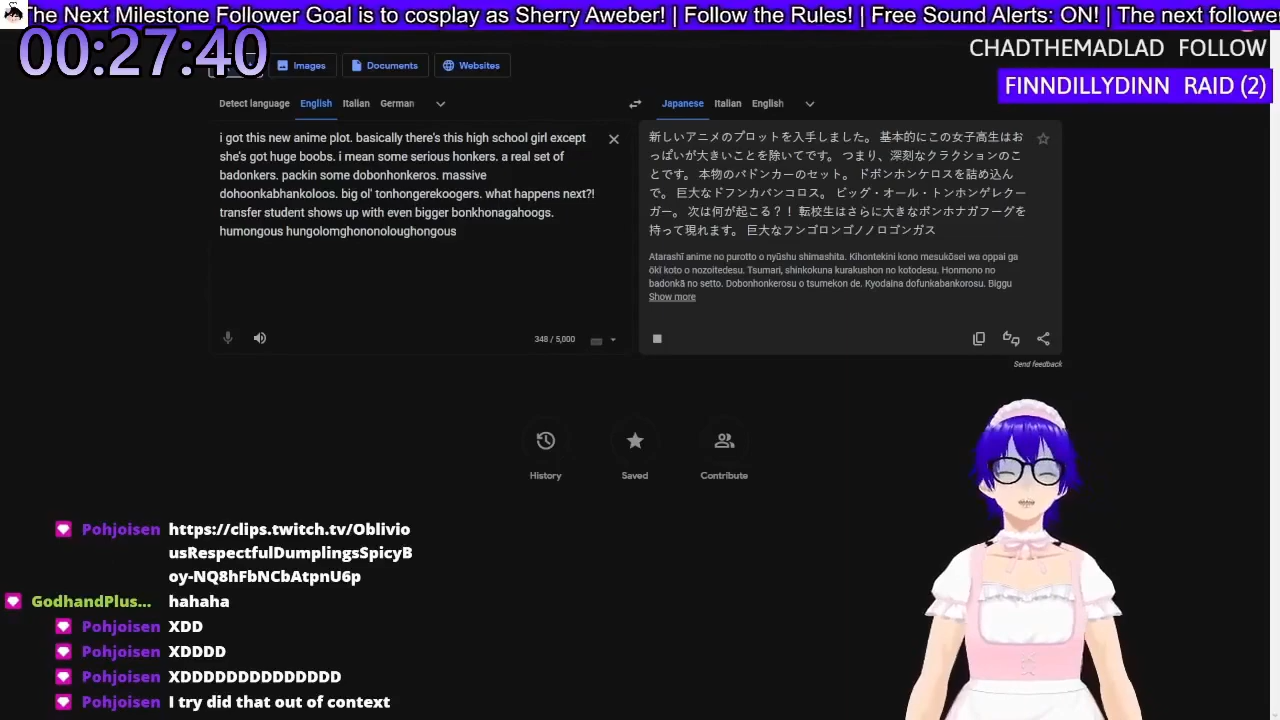 The Next Milestone Follower Goal is to cosplay as Sherry Aweber! | Follow the Rules! | Free Sound Alerts: ON! | The next followe
00:27:40
CHADTHEMADLAD FOLLOW
FINNDILLYDINN RAID (2)
Images
Documents
Websites
Detect language
English
Italian
German
Japanese
Italian
English
i got this new anime plot. basically there's this high school girl except
she's got huge boobs. i mean some serious honkers. a real set of
badonkers. packin some dobonhonkeros. massive
dohoonkabhankoloos. big ol' tonhongerekoogers. what happens next?!
transfer student shows up with even bigger bonkhonagahoogs.
humongous hungolomghononoloughongous
348 / 5,000
新しいアニメのプロットを入手しました。 基本的にこの女子高生はお
っぱいが大きいことを除いてです。 つまり、深刻なクラクションのこ
とです。 本物のバドンカーのセット。 ドボンホンケロスを詰め込ん
で。 巨大なドフンカバンコロス。 ビッグ・オール・トンホンゲレクー
ガー。 次は何が起こる？！ 転校生はさらに大きなボンホナガフーグを
持って現れます。 巨大なフンゴロンゴノノロゴンガス
Atarashī anime no purotto o nyūshu shimashita. Kihontekini kono mesukōsei wa oppai ga
ōkī koto o nozoitedesu. Tsumari, shinkokuna kurakushon no kotodesu. Honmono no
badonkā no setto. Dobonhonkerosu o tsumekon de. Kyodaina dofunkabankorosu. Biggu
Show more
Send feedback
History
Saved
Contribute
Pohjoisen https://clips.twitch.tv/Oblivio
usRespectfulDumplingsSpicyB
oy-NQ8hFbNCbAtpnU6p
GodhandPlus... hahaha
Pohjoisen XDD
Pohjoisen XDDDD
Pohjoisen XDDDDDDDDDDDDDD
Pohjoisen I try did that out of context